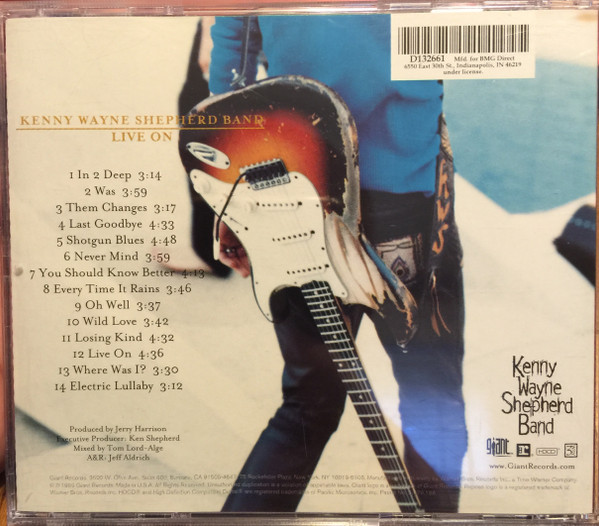 D132661 Mfd. for BMG Direct
6550 East 30th St., Indianapolis, IN 46219
under license.
KENNY WAYNE SHEPHERD BAND
LIVE ON
1 In 2 Deep 3:14
2 Was 3:59
3 Them Changes 3:17
4 Last Goodbye 4:33
5 Shotgun Blues 4:48
6 Never Mind 3:59
7 You Should Know Better 4:13
8 Every Time It Rains 3:46
9 Oh Well 3:37
10 Wild Love 3:42
11 Losing Kind 4:32
12 Live On 4:36
13 Where Was I? 3:30
14 Electric Lullaby 3:12
Kenny
Wayne
Shepherd
Band
Produced by Jerry Harrison
Executive Producer: Ken Shepherd
Mixed by Tom Lord-Alge
A&R: Jeff Aldrich
giant HDCD
www.GiantRecords.com